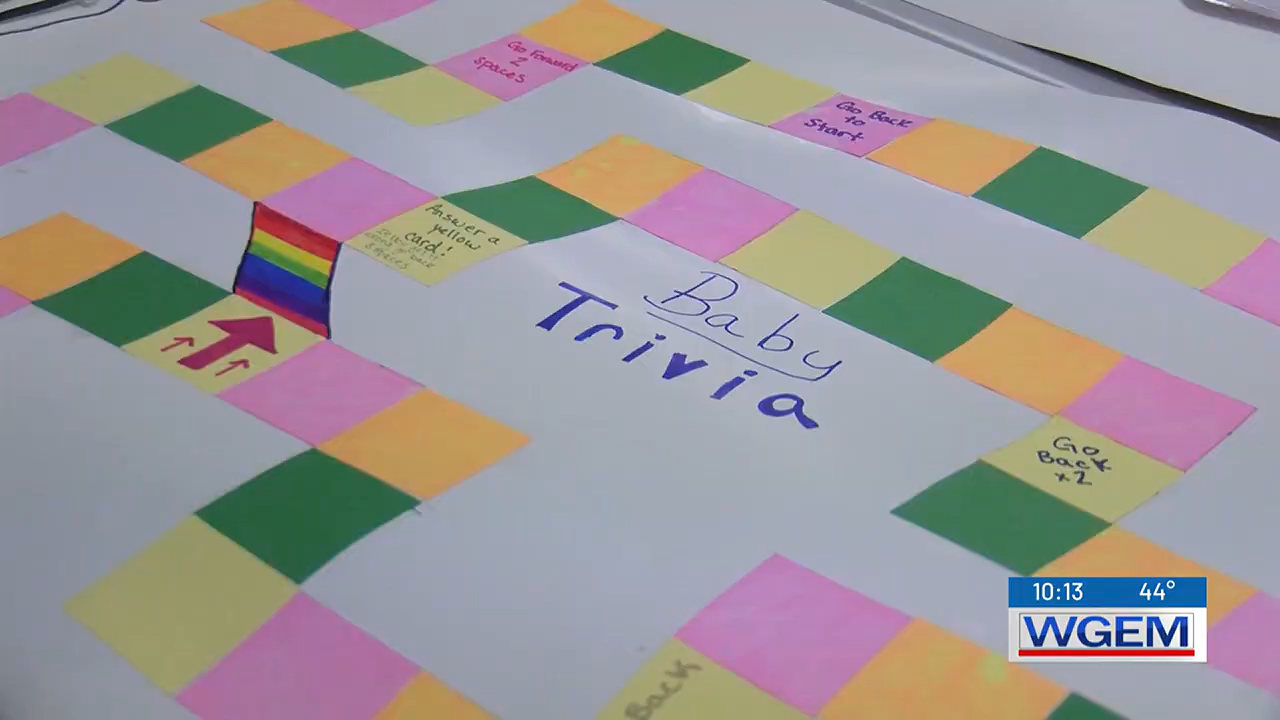 Go Forward
2
Spaces
Go Back
to
Start
Answer a
yellow
card!
Baby
Trivia
Go
Back
x2
Back
10:13 44°
WGEM